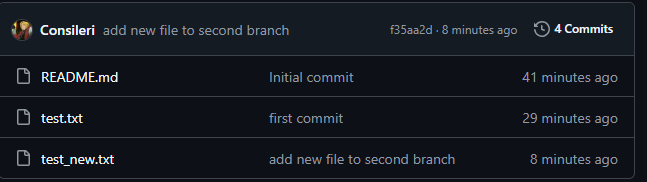 Consileri add new file to second branch f35aa2d · 8 minutes ago 4 Commits
README.md Initial commit 41 minutes ago
test.txt first commit 29 minutes ago
test_new.txt add new file to second branch 8 minutes ago